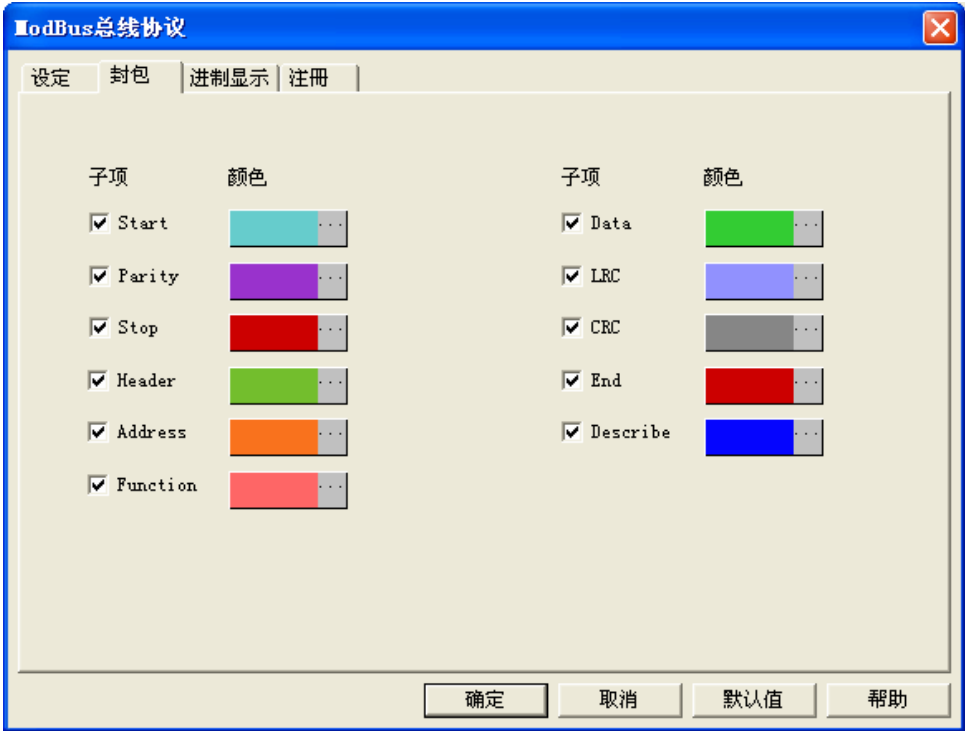 ModBus总线协议
设定 封包 进制显示 注册
子项 颜色 子项 颜色
Start ... Data ...
Parity ... LRC ...
Stop ... CRC ...
Header ... End ...
Address ... Describe ...
Function ...
确定 取消 默认值 帮助